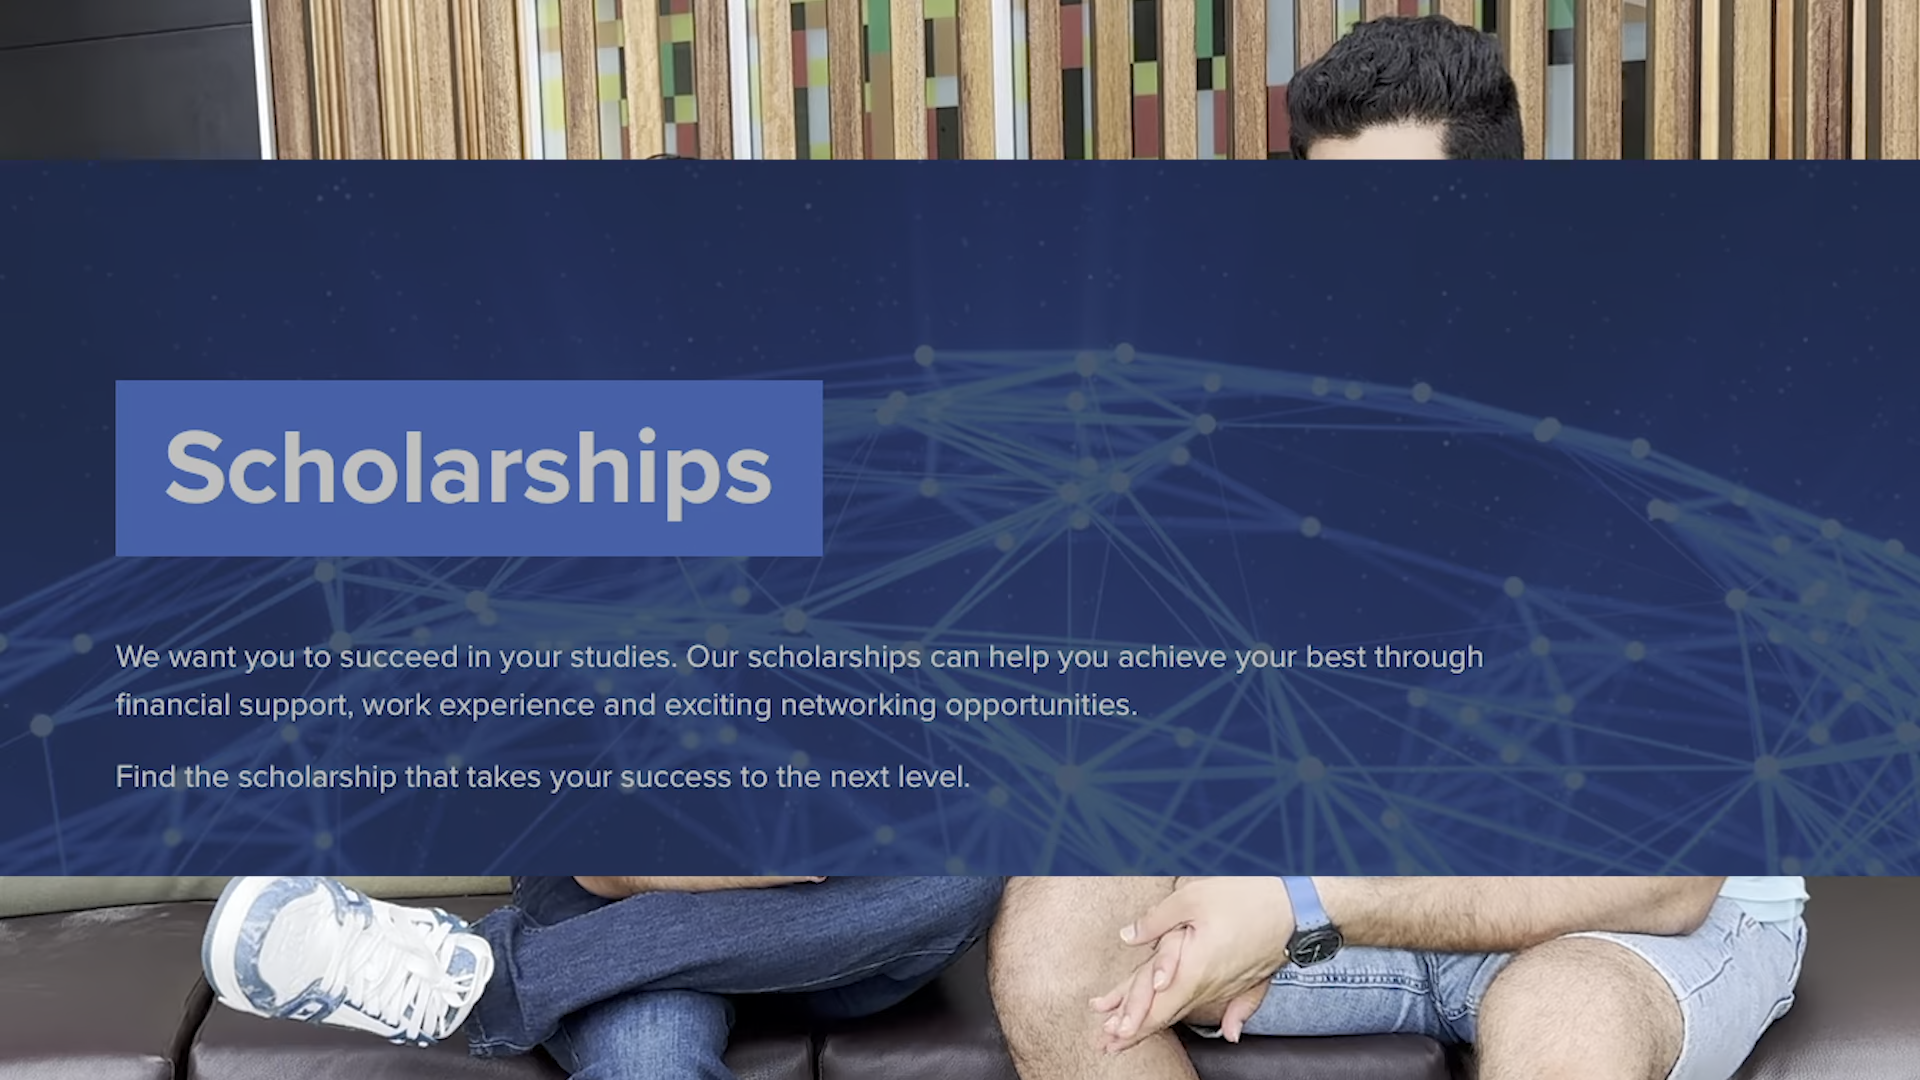 Scholarships
We want you to succeed in your studies. Our scholarships can help you achieve your best through
financial support, work experience and exciting networking opportunities.
Find the scholarship that takes your success to the next level.